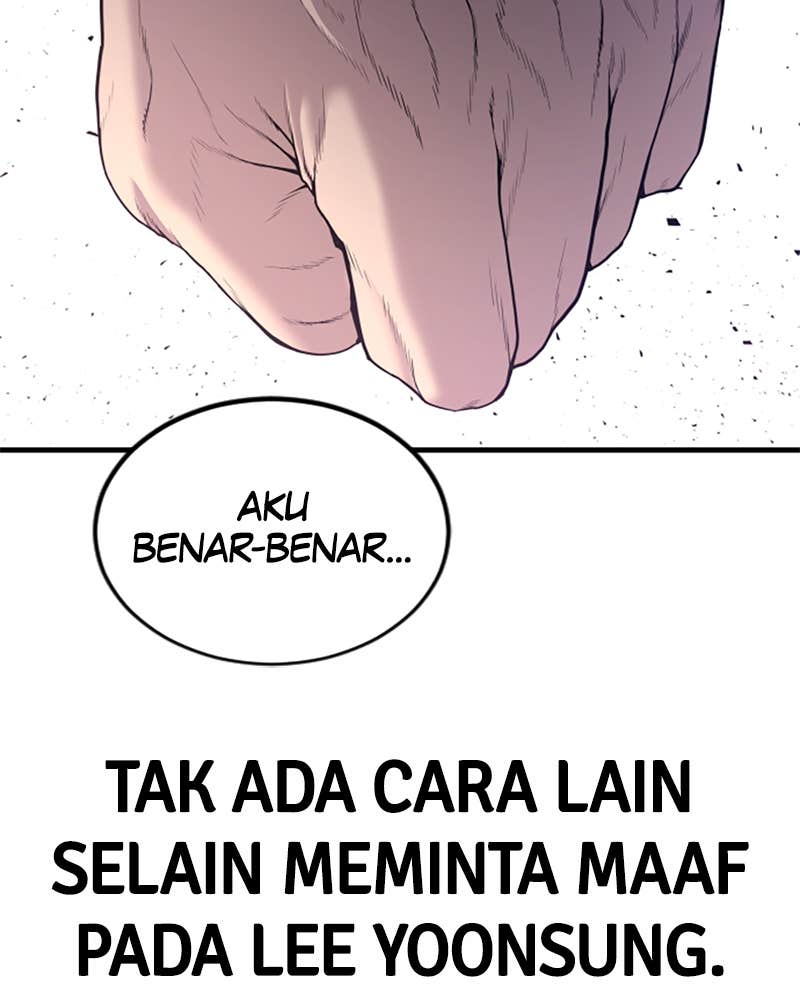 AKU
BENAR-BENAR...
TAK ADA CARA LAIN
SELAIN MEMINTA MAAF
PADA LEE YOONSUNG.